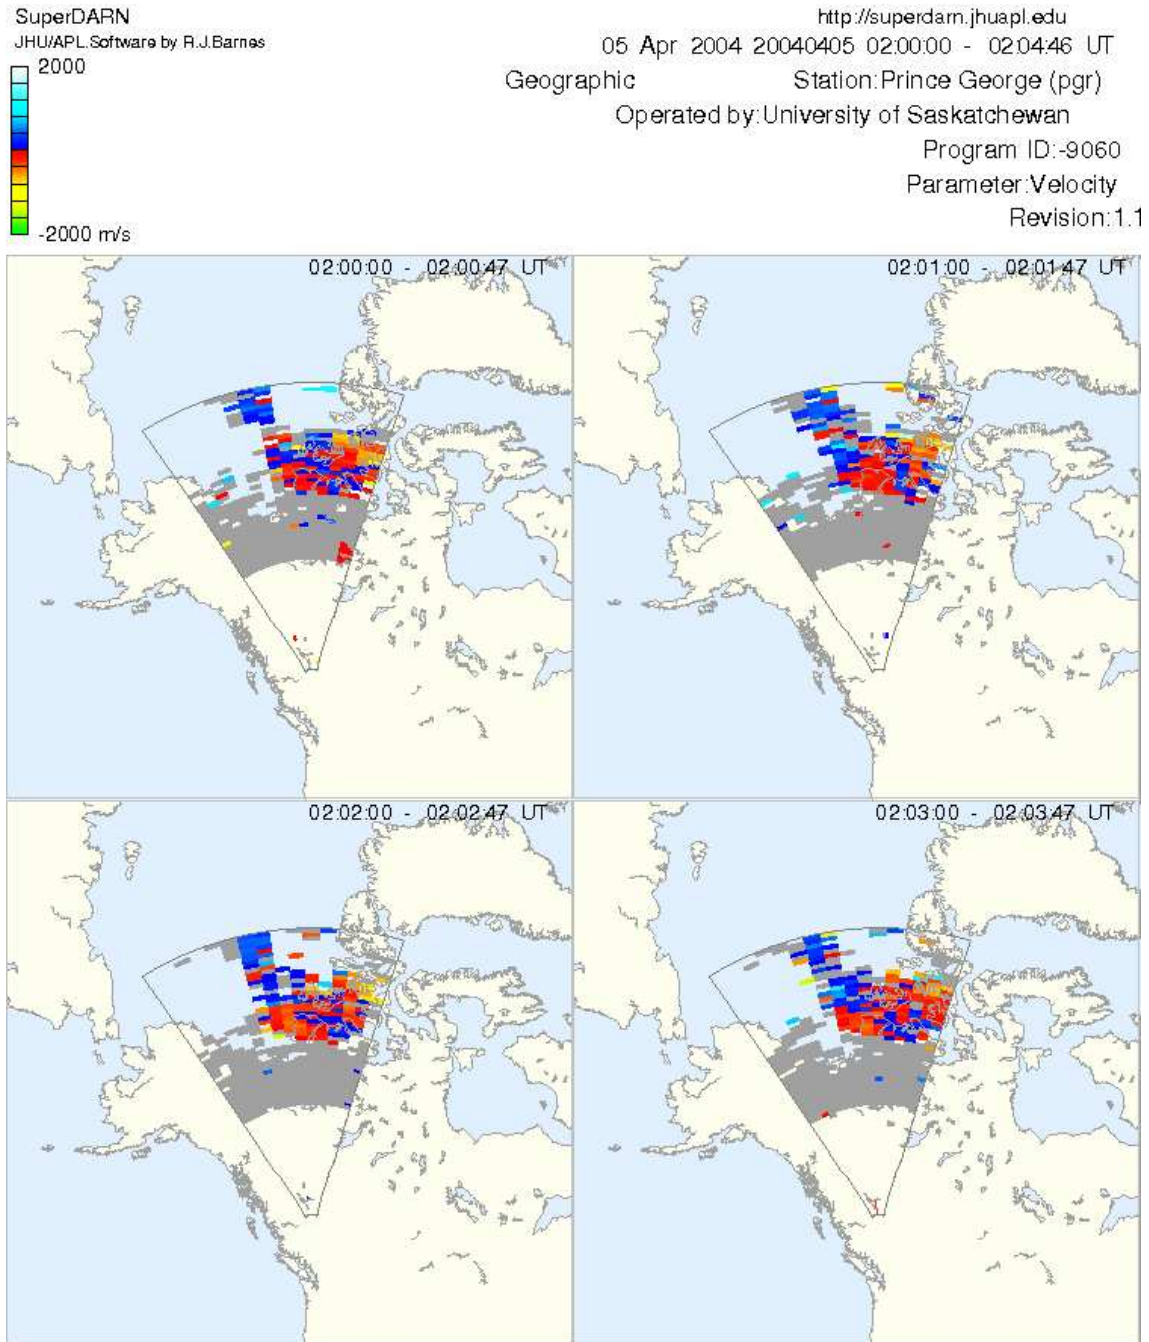 SuperDARN
JHU/APL.Software by R.J.Barnes
2000
-2000 m/s
http://superdarn.jhuapl.edu
05 Apr 2004 20040405 02:00:00 - 02:04:46 UT
Geographic Station:Prince George (pgr)
Operated by:University of Saskatchewan
Program ID:-9060
Parameter:Velocity
Revision:1.1
02:00:00 - 02:00:47 UT
02:01:00 - 02:01:47 UT
02:02:00 - 02:02:47 UT
02:03:00 - 02:03:47 UT